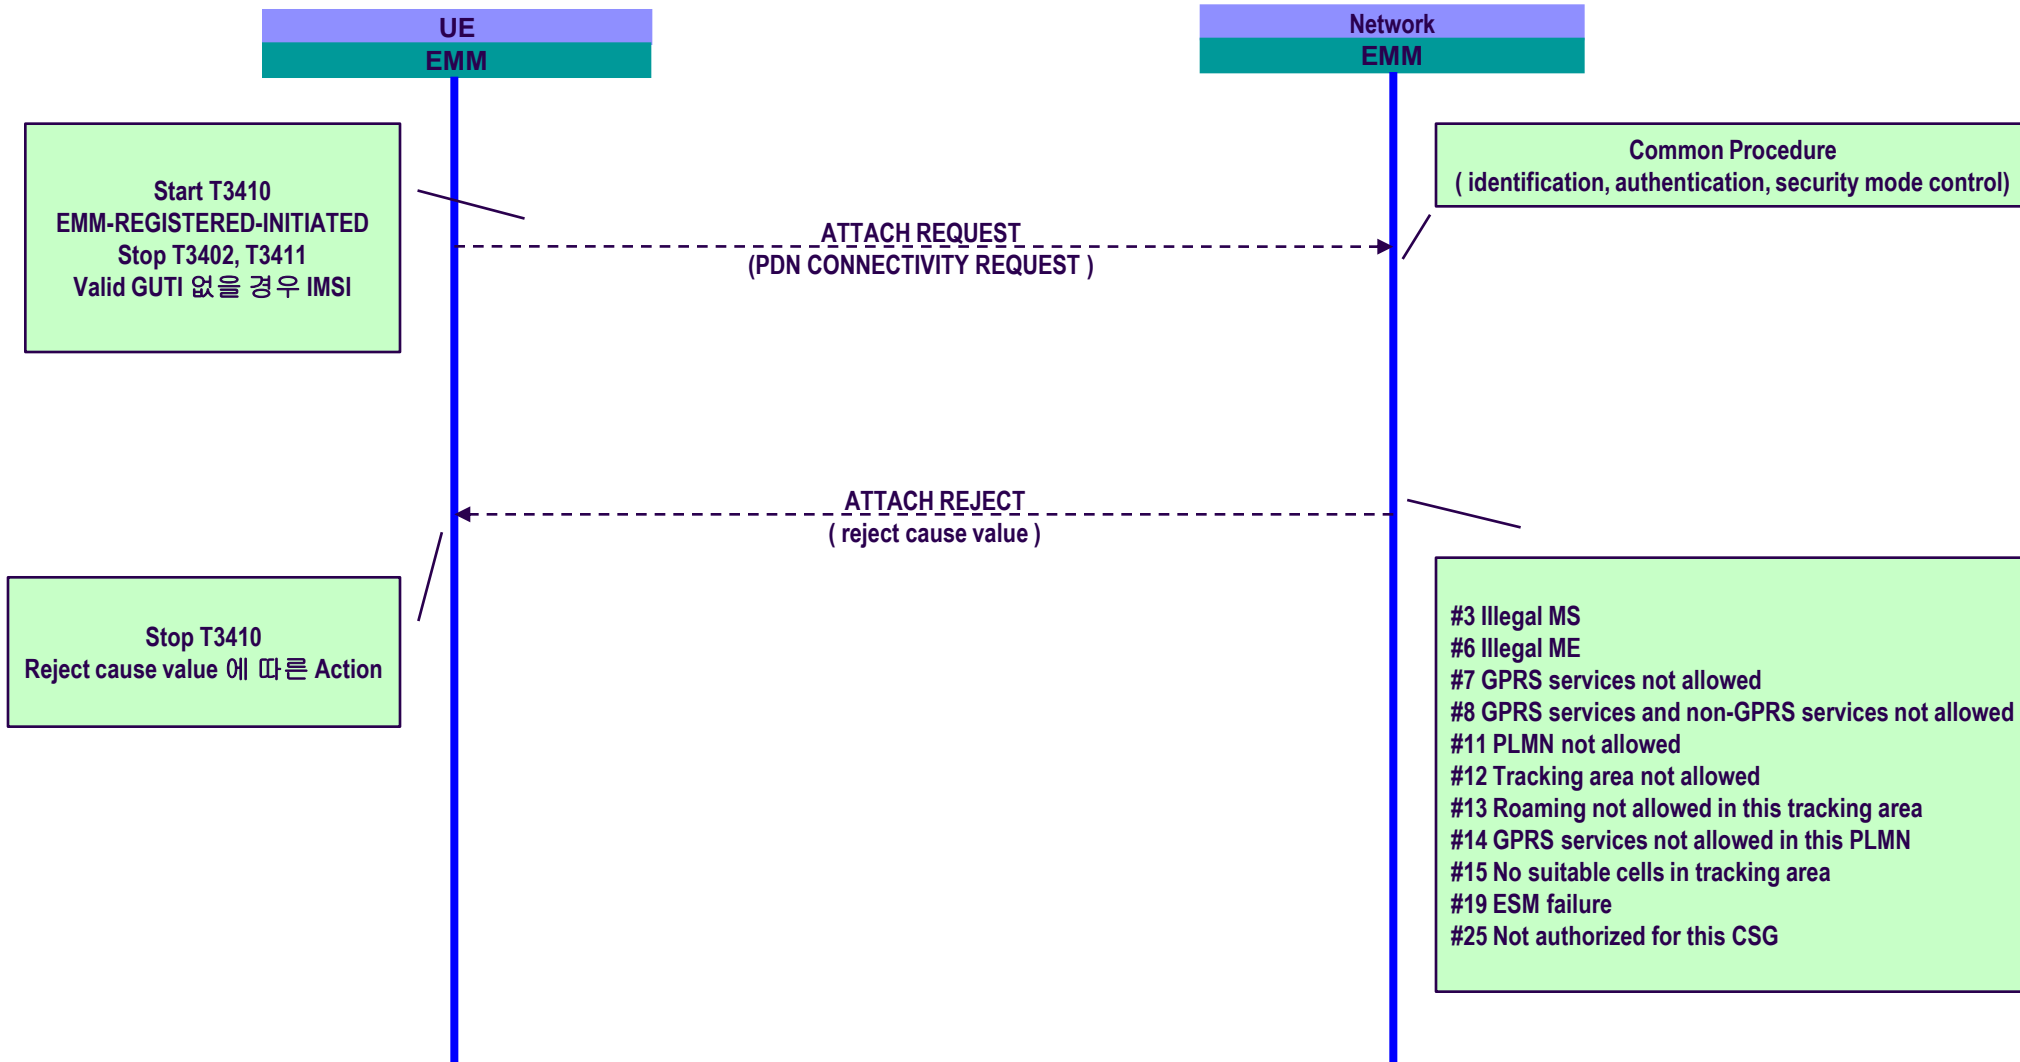 UE
EMM
Network
EMM
Start T3410
EMM-REGISTERED-INITIATED
Stop T3402, T3411
Valid GUTI 없을 경우 IMSI
Common Procedure
( identification, authentication, security mode control)
ATTACH REQUEST
(PDN CONNECTIVITY REQUEST )
ATTACH REJECT
( reject cause value )
Stop T3410
Reject cause value 에 따른 Action
#3 Illegal MS
#6 Illegal ME
#7 GPRS services not allowed
#8 GPRS services and non-GPRS services not allowed
#11 PLMN not allowed
#12 Tracking area not allowed
#13 Roaming not allowed in this tracking area
#14 GPRS services not allowed in this PLMN
#15 No suitable cells in tracking area
#19 ESM failure
#25 Not authorized for this CSG